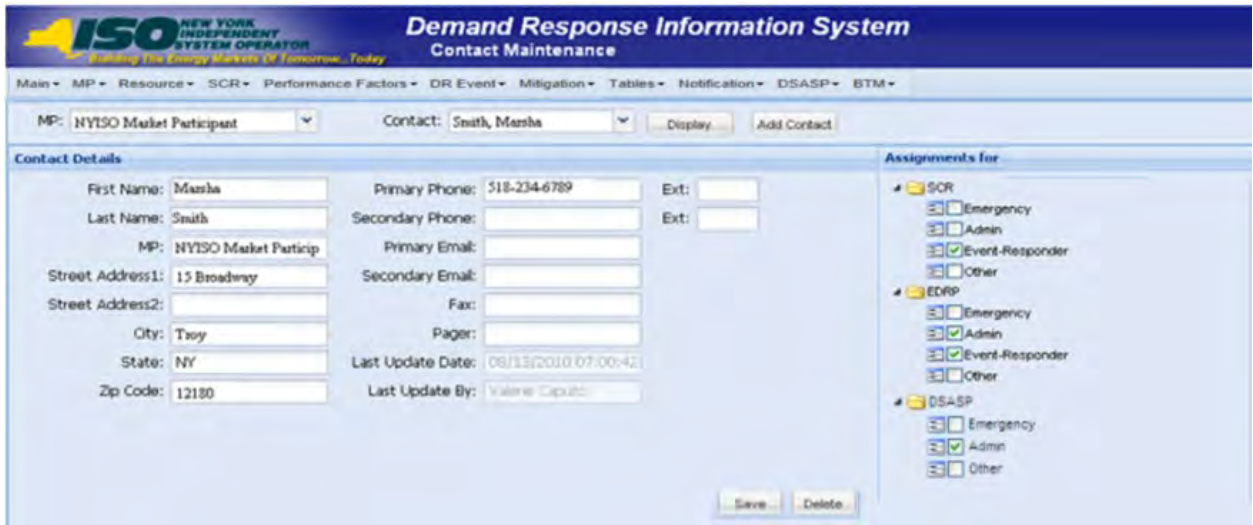 NEW YORK
INDEPENDENT
SYSTEM OPERATOR
ISO
Building The Energy Markets Of Tomorrow...Today
Demand Response Information System
Contact Maintenance
Main MP Resource SCR Performance Factors DR Event Mitigation Tables Notification DSASP BTM
MP: NYISO Market Participant Contact: Smith, Marsha Display Add Contact
Contact Details
First Name: Marsha
Last Name: Smith
MP: NYISO Market Particip
Street Address1: 15 Broadway
Street Address2:
City: Troy
State: NY
Zip Code: 12180
Primary Phone: 518-234-6789 Ext:
Secondary Phone: Ext:
Primary Email:
Secondary Email:
Fax:
Pager:
Last Update Date: 08/13/2010 07:00:42
Last Update By: Valerie Caputo
Save Delete
Assignments for
SCR
Emergency
Admin
Event-Responder
Other
EDRP
Emergency
Admin
Event-Responder
Other
DSASP
Emergency
Admin
Other